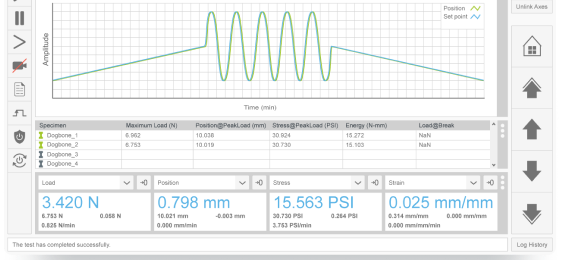 Position
Set point
Unlink Axes
Amplitude
Time (min)
Specimen Maximum Load (N) Position@PeakLoad (mm) Stress@PeakLoad (PSI) Energy (N-mm) Load@Break
Dogbone_1 6.962 10.038 30.924 15.272 NaN
Dogbone_2 6.753 10.019 30.730 15.103 NaN
Dogbone_3
Dogbone_4
Load Position Stress Strain
3.420 N 0.798 mm 15.563 PSI 0.025 mm/mm
6.753 N 0.058 N 10.021 mm -0.003 mm 30.730 PSI 0.264 PSI 0.314 mm/mm 0.000 mm/mm
0.825 N/min 0.000 mm/min 3.753 PSI/min 0.000 mm/mm/min
The test has completed successfully. Log History